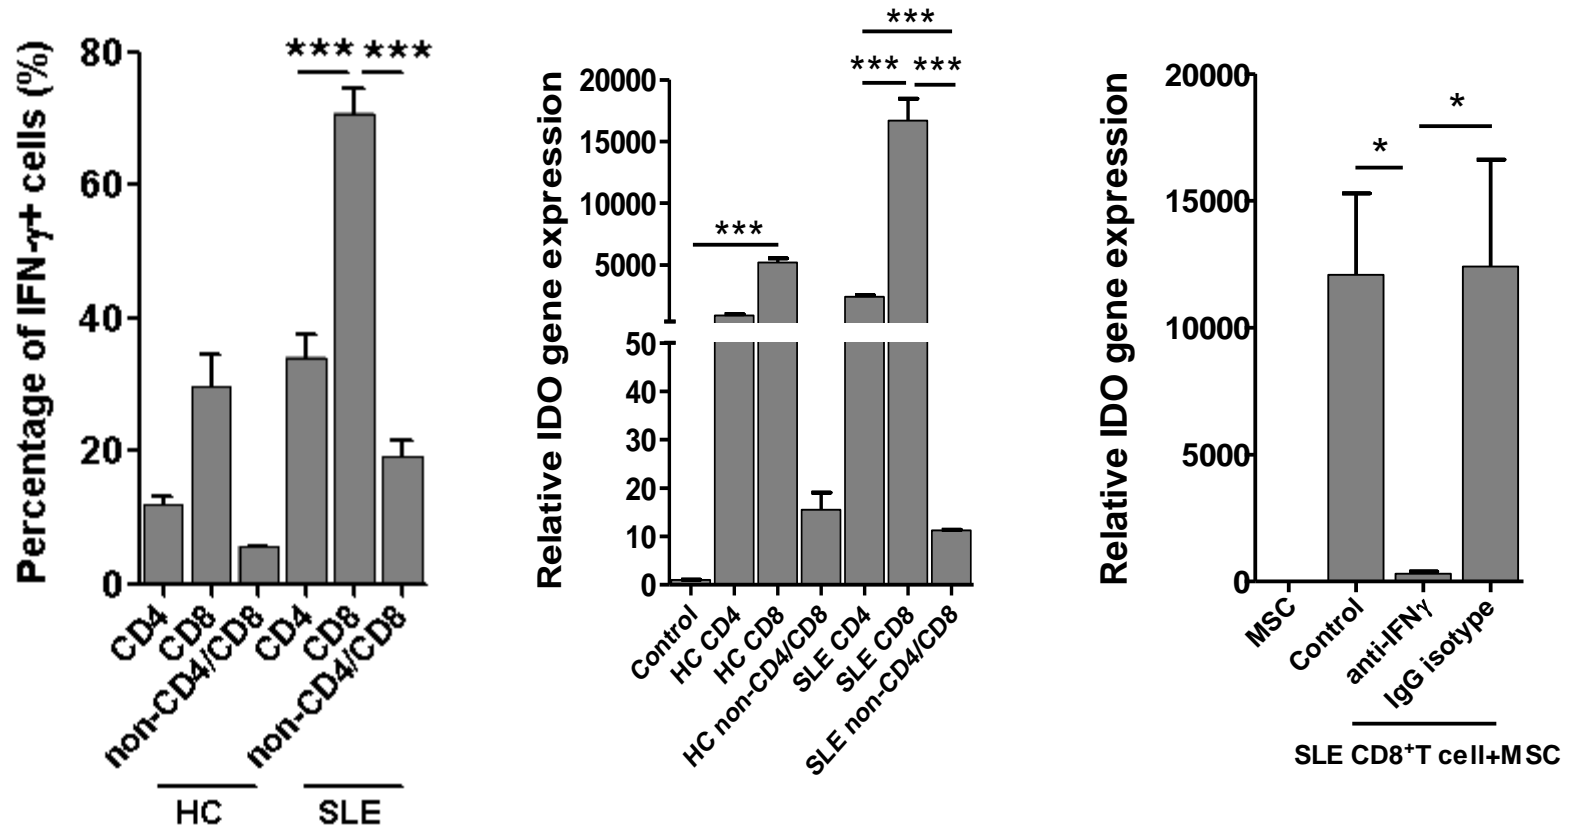 Percentage of IFN-γ+ cells (%)
80
60
40
20
0
*** ***
CD4
CD8
non-CD4/CD8
CD4
CD8
non-CD4/CD8
HC
SLE
Relative IDO gene expression
20000
15000
10000
5000
50
40
30
20
10
0
***
***
*** ***
Control
HC CD4
HC CD8
HC non-CD4/CD8
SLE CD4
SLE CD8
SLE non-CD4/CD8
Relative IDO gene expression
20000
15000
10000
5000
0
*
*
MSC
Control
anti-IFNγ
IgG isotype
SLE CD8⁺T cell+MSC